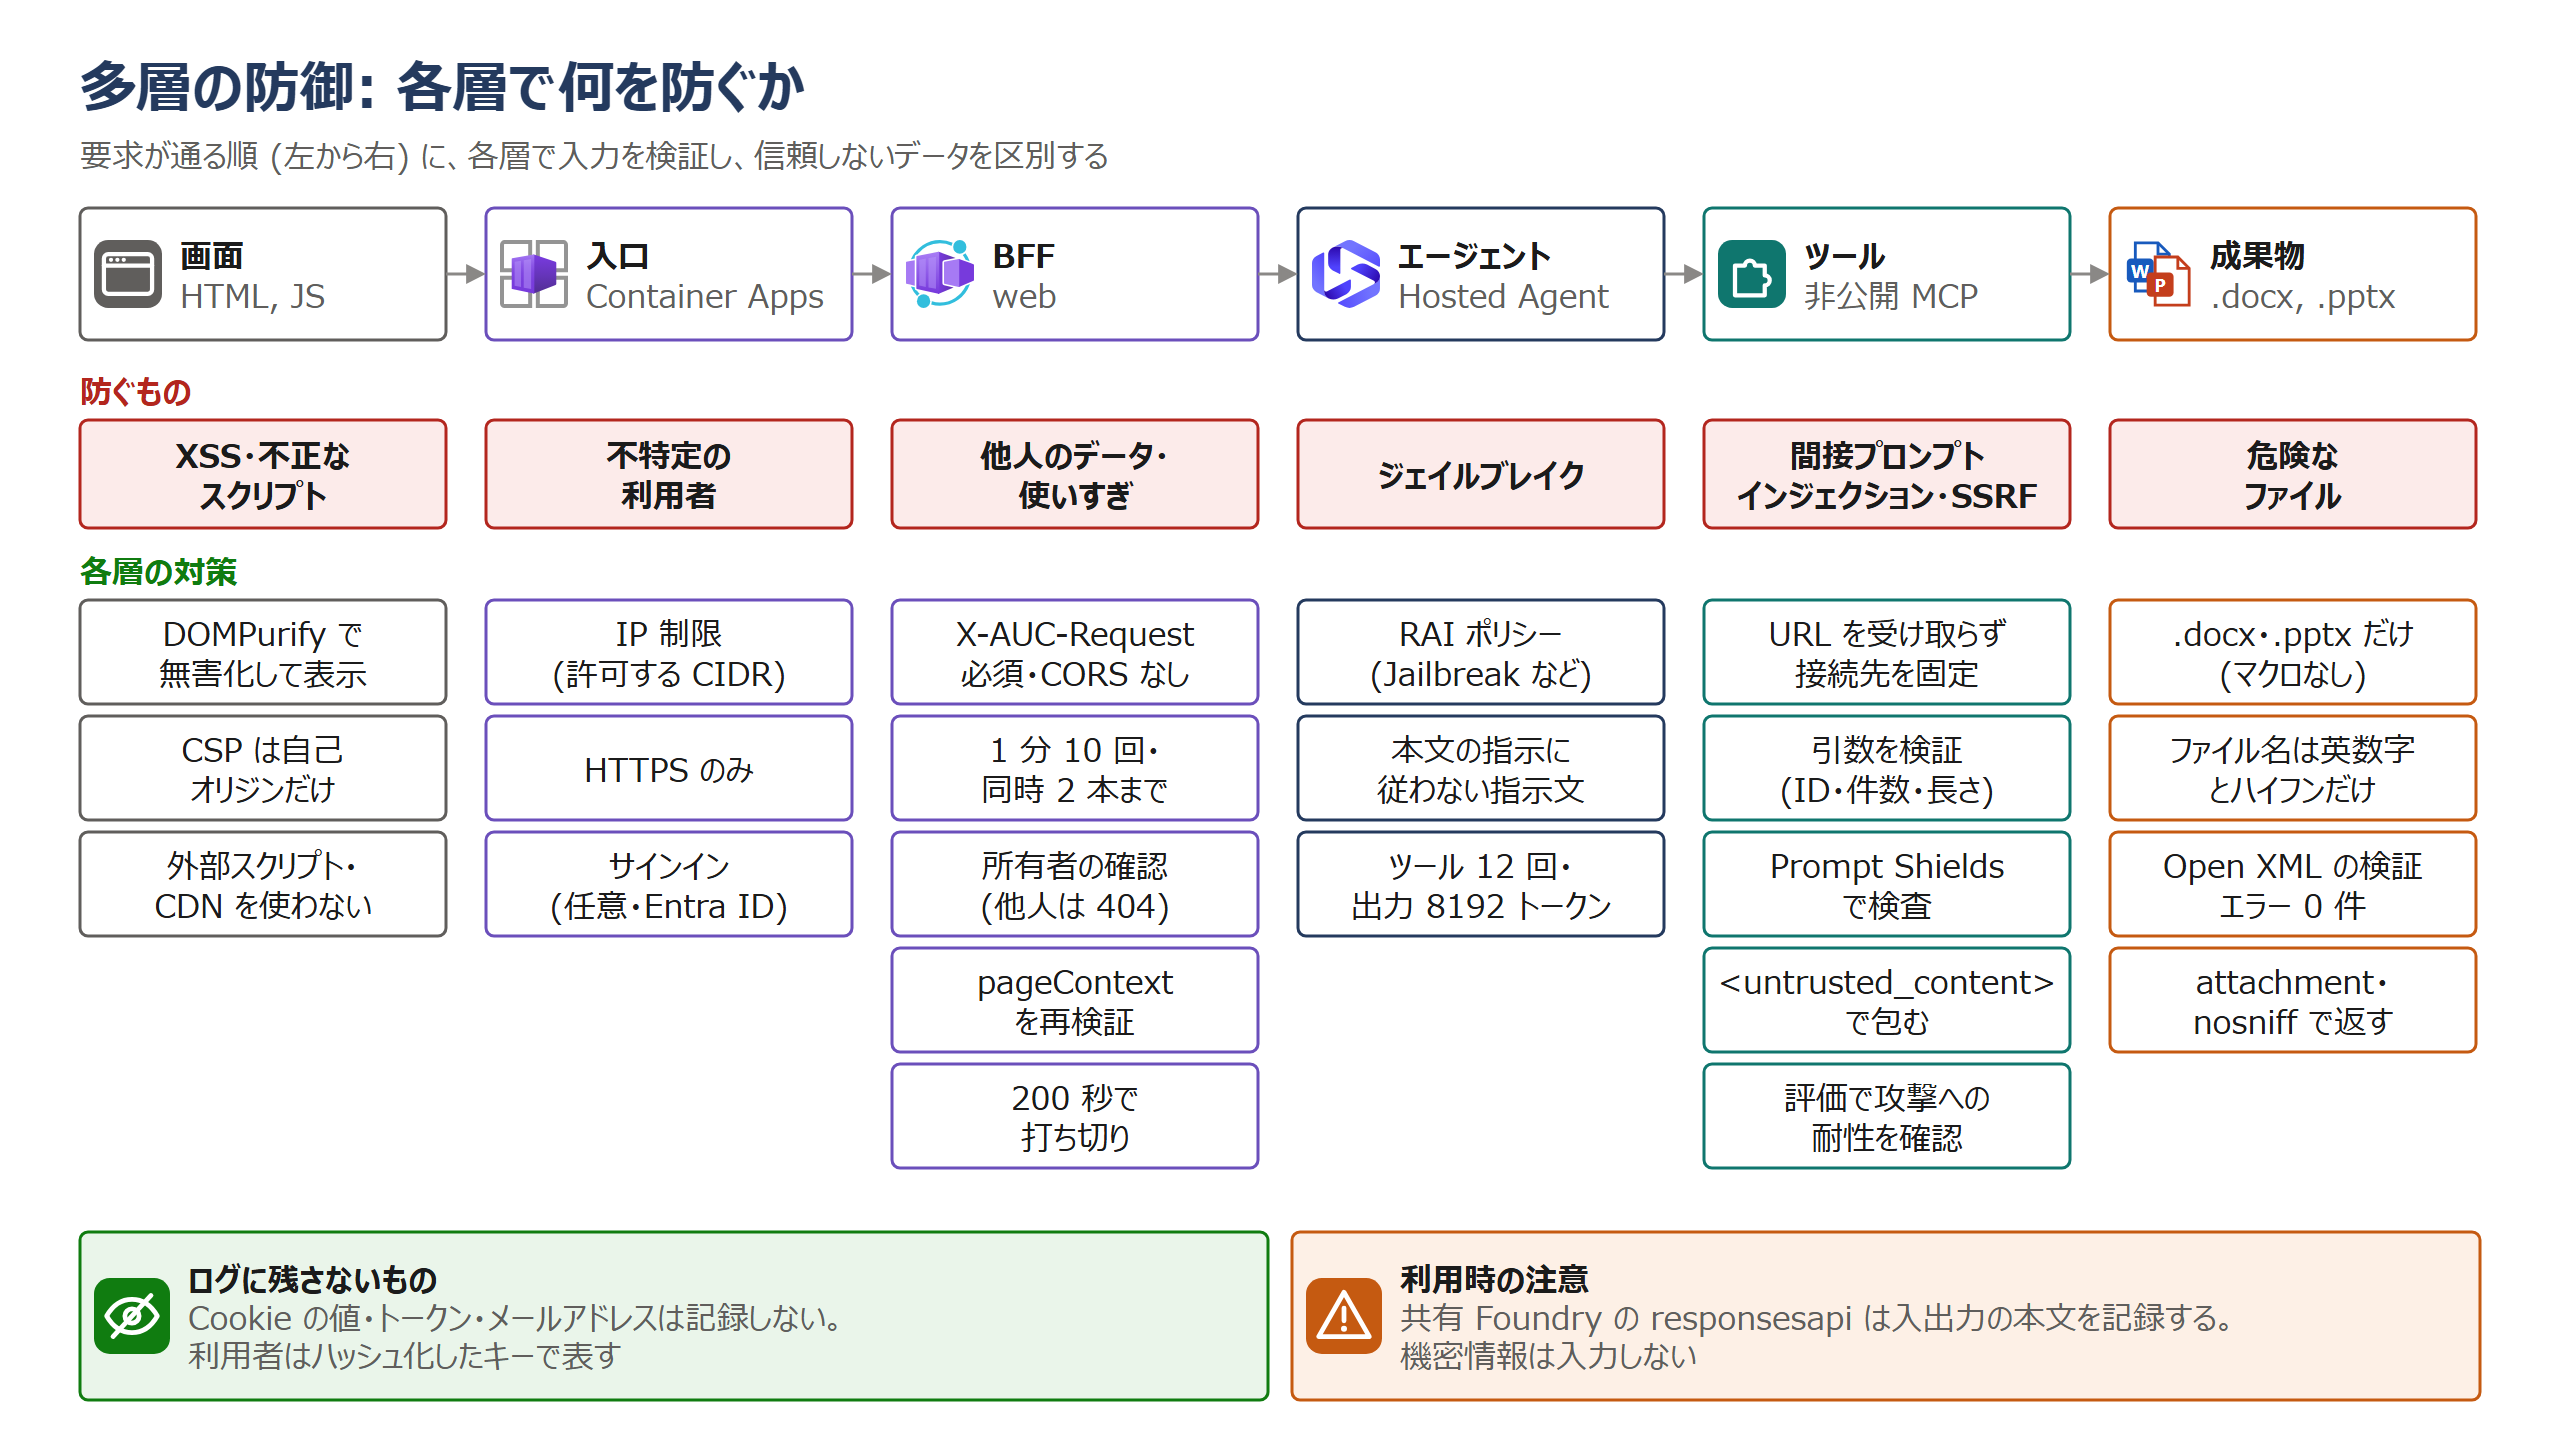 多層の防御: 各層で何を防ぐか
要求が通る順 (左から右) に、各層で入力を検証し、信頼しないデータを区別する
画面
HTML, JS
入口
Container Apps
BFF
web
エージェント
Hosted Agent
ツール
非公開 MCP
W
P
成果物
.docx, .pptx
防ぐもの
XSS・不正な
スクリプト
不特定の
利用者
他人のデータ・
使いすぎ
ジェイルブレイク
間接プロンプト
インジェクション・SSRF
危険な
ファイル
各層の対策
DOMPurify で
無害化して表示
CSP は自己
オリジンだけ
外部スクリプト・
CDN を使わない
IP 制限
(許可する CIDR)
HTTPS のみ
サインイン
(任意・Entra ID)
X-AUC-Request
必須・CORS なし
1 分 10 回・
同時 2 本まで
所有者の確認
(他人は 404)
pageContext
を再検証
200 秒で
打ち切り
RAI ポリシー
(Jailbreak など)
本文の指示に
従わない指示文
ツール 12 回・
出力 8192 トークン
URL を受け取らず
接続先を固定
引数を検証
(ID・件数・長さ)
Prompt Shields
で検査
<untrusted_content>
で包む
評価で攻撃への
耐性を確認
.docx・.pptx だけ
(マクロなし)
ファイル名は英数字
とハイフンだけ
Open XML の検証
エラー 0 件
attachment・
nosniff で返す
ログに残さないもの
Cookie の値・トークン・メールアドレスは記録しない。
利用者はハッシュ化したキーで表す
利用時の注意
共有 Foundry の responsesapi は入出力の本文を記録する。
機密情報は入力しない